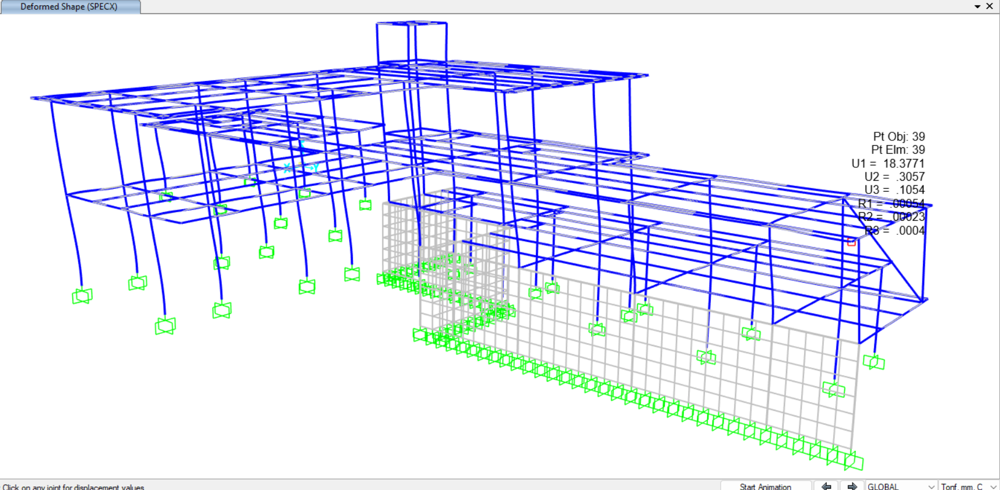 Deformed Shape (SPECX)
Pt Obj: 39
Pt Elm: 39
U1 = 18.3771
U2 = .3057
U3 = .1054
R1 = .00054
R2 = .00023
R3 = .0004
X Y
Click on any joint for displacement values
Start Animation
GLOBAL
Tonf, mm, C